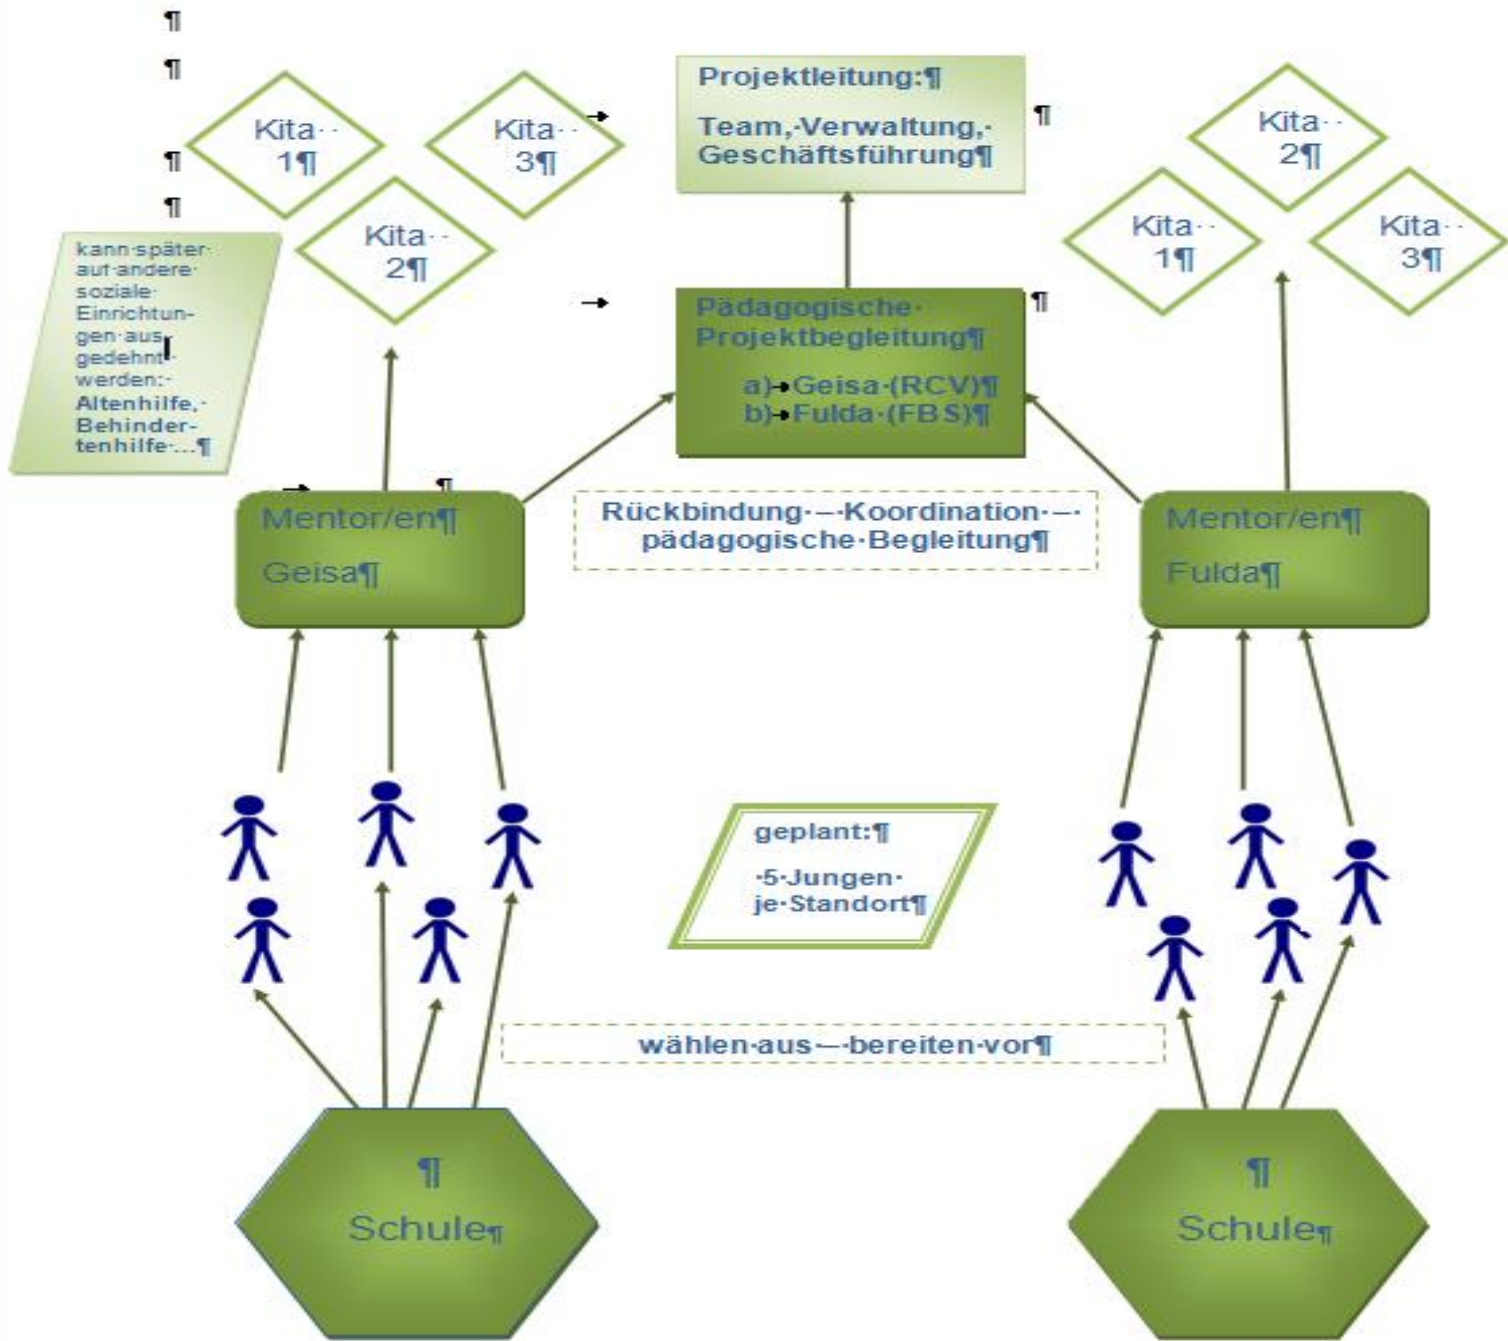 ¶
¶
¶
¶
Kita··
1¶
Kita··
3¶
Kita··
2¶
Projektleitung:¶
Team,·Verwaltung,·
Geschäftsführung¶
¶
Kita··
2¶
Kita··
1¶
Kita··
3¶
kann·später·
auf·andere·
soziale·
Einrichtun-
gen·aus
gedehnt·
werden:·
Altenhilfe,·
Behinder-
tenhilfe·...¶
→
→
Pädagogische·
Projektbegleitung¶
a)→Geisa·(RCV)¶
b)→Fulda·(FBS)¶
¶
→ ¶
Mentor/en¶
Geisa¶
Rückbindung·–·Koordination·–·
pädagogische·Begleitung¶
Mentor/en¶
Fulda¶
geplant:¶
·5·Jungen·
je·Standort¶
wählen·aus·–·bereiten·vor¶
¶
Schule¶
¶
Schule¶